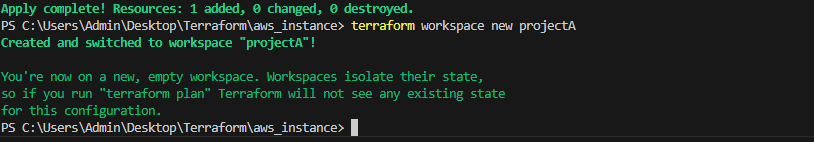 Apply complete! Resources: 1 added, 0 changed, 0 destroyed.
PS C:\Users\Admin\Desktop\Terraform\aws_instance> terraform workspace new projectA
Created and switched to workspace "projectA"!
You're now on a new, empty workspace. Workspaces isolate their state,
so if you run "terraform plan" Terraform will not see any existing state
for this configuration.
PS C:\Users\Admin\Desktop\Terraform\aws_instance>